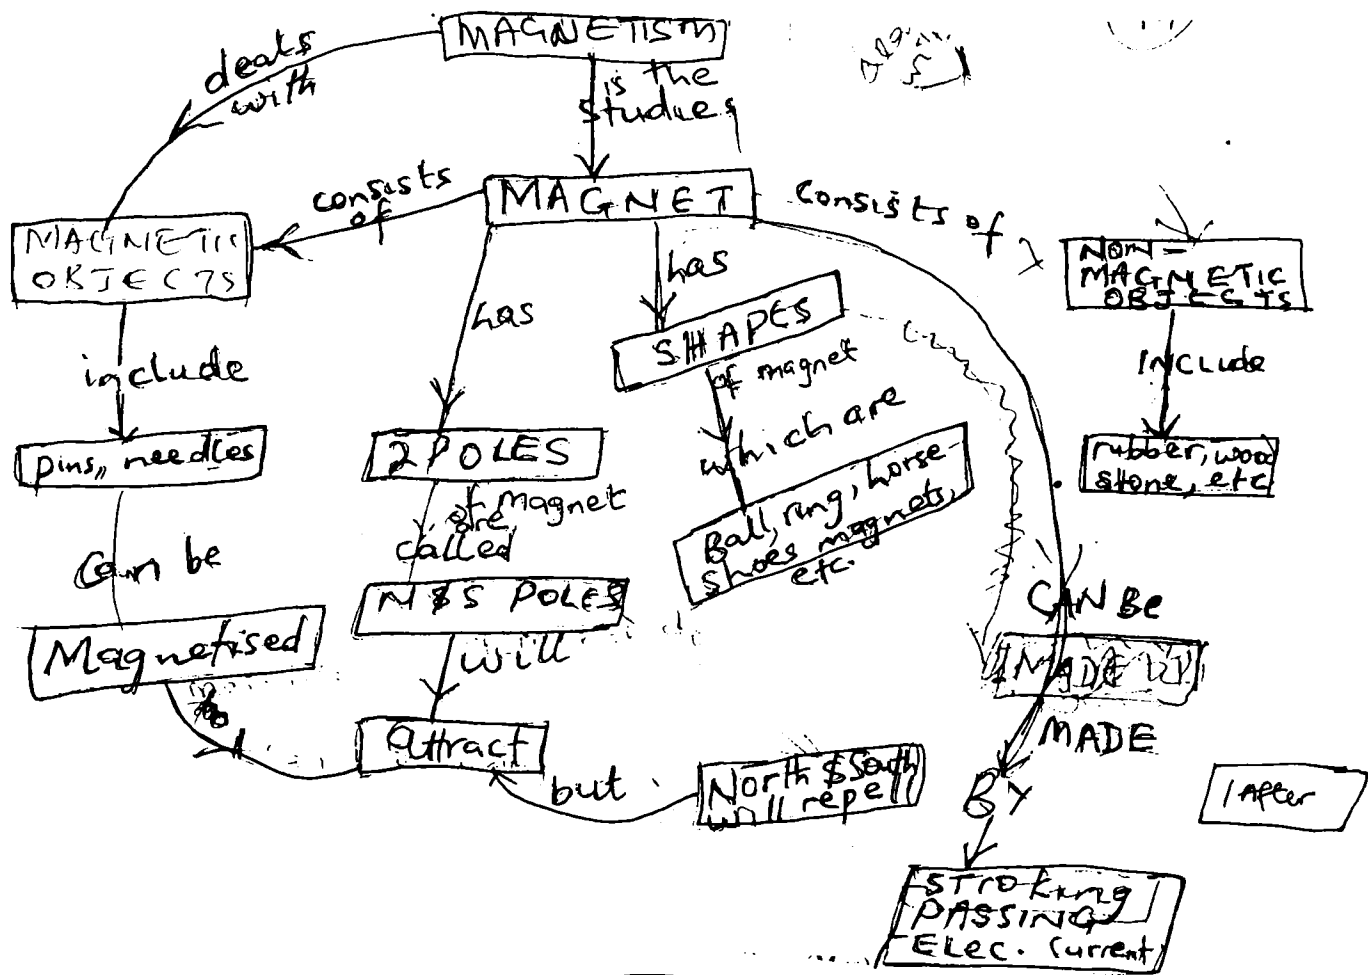 MAGNETISM
deals
with
is the
studies
MAGNET
consists
of
consists of
MAGNETIC
OBJECTS
NON-
MAGNETIC
OBJECTS
has
has
SHAPES
of magnet
which are
Ball, ring, horse-
shoes magnets,
etc.
include
pins,, needles
can be
Magnetised
2 POLES
of magnet
are
called
N & S POLES
will
attract
but
North & South
will repell
INCLude
rubber, wood
stone, etc
CAN BE
MADE BY
MADE
BY
STROKING
PASSING
ELEC. Current
1 After